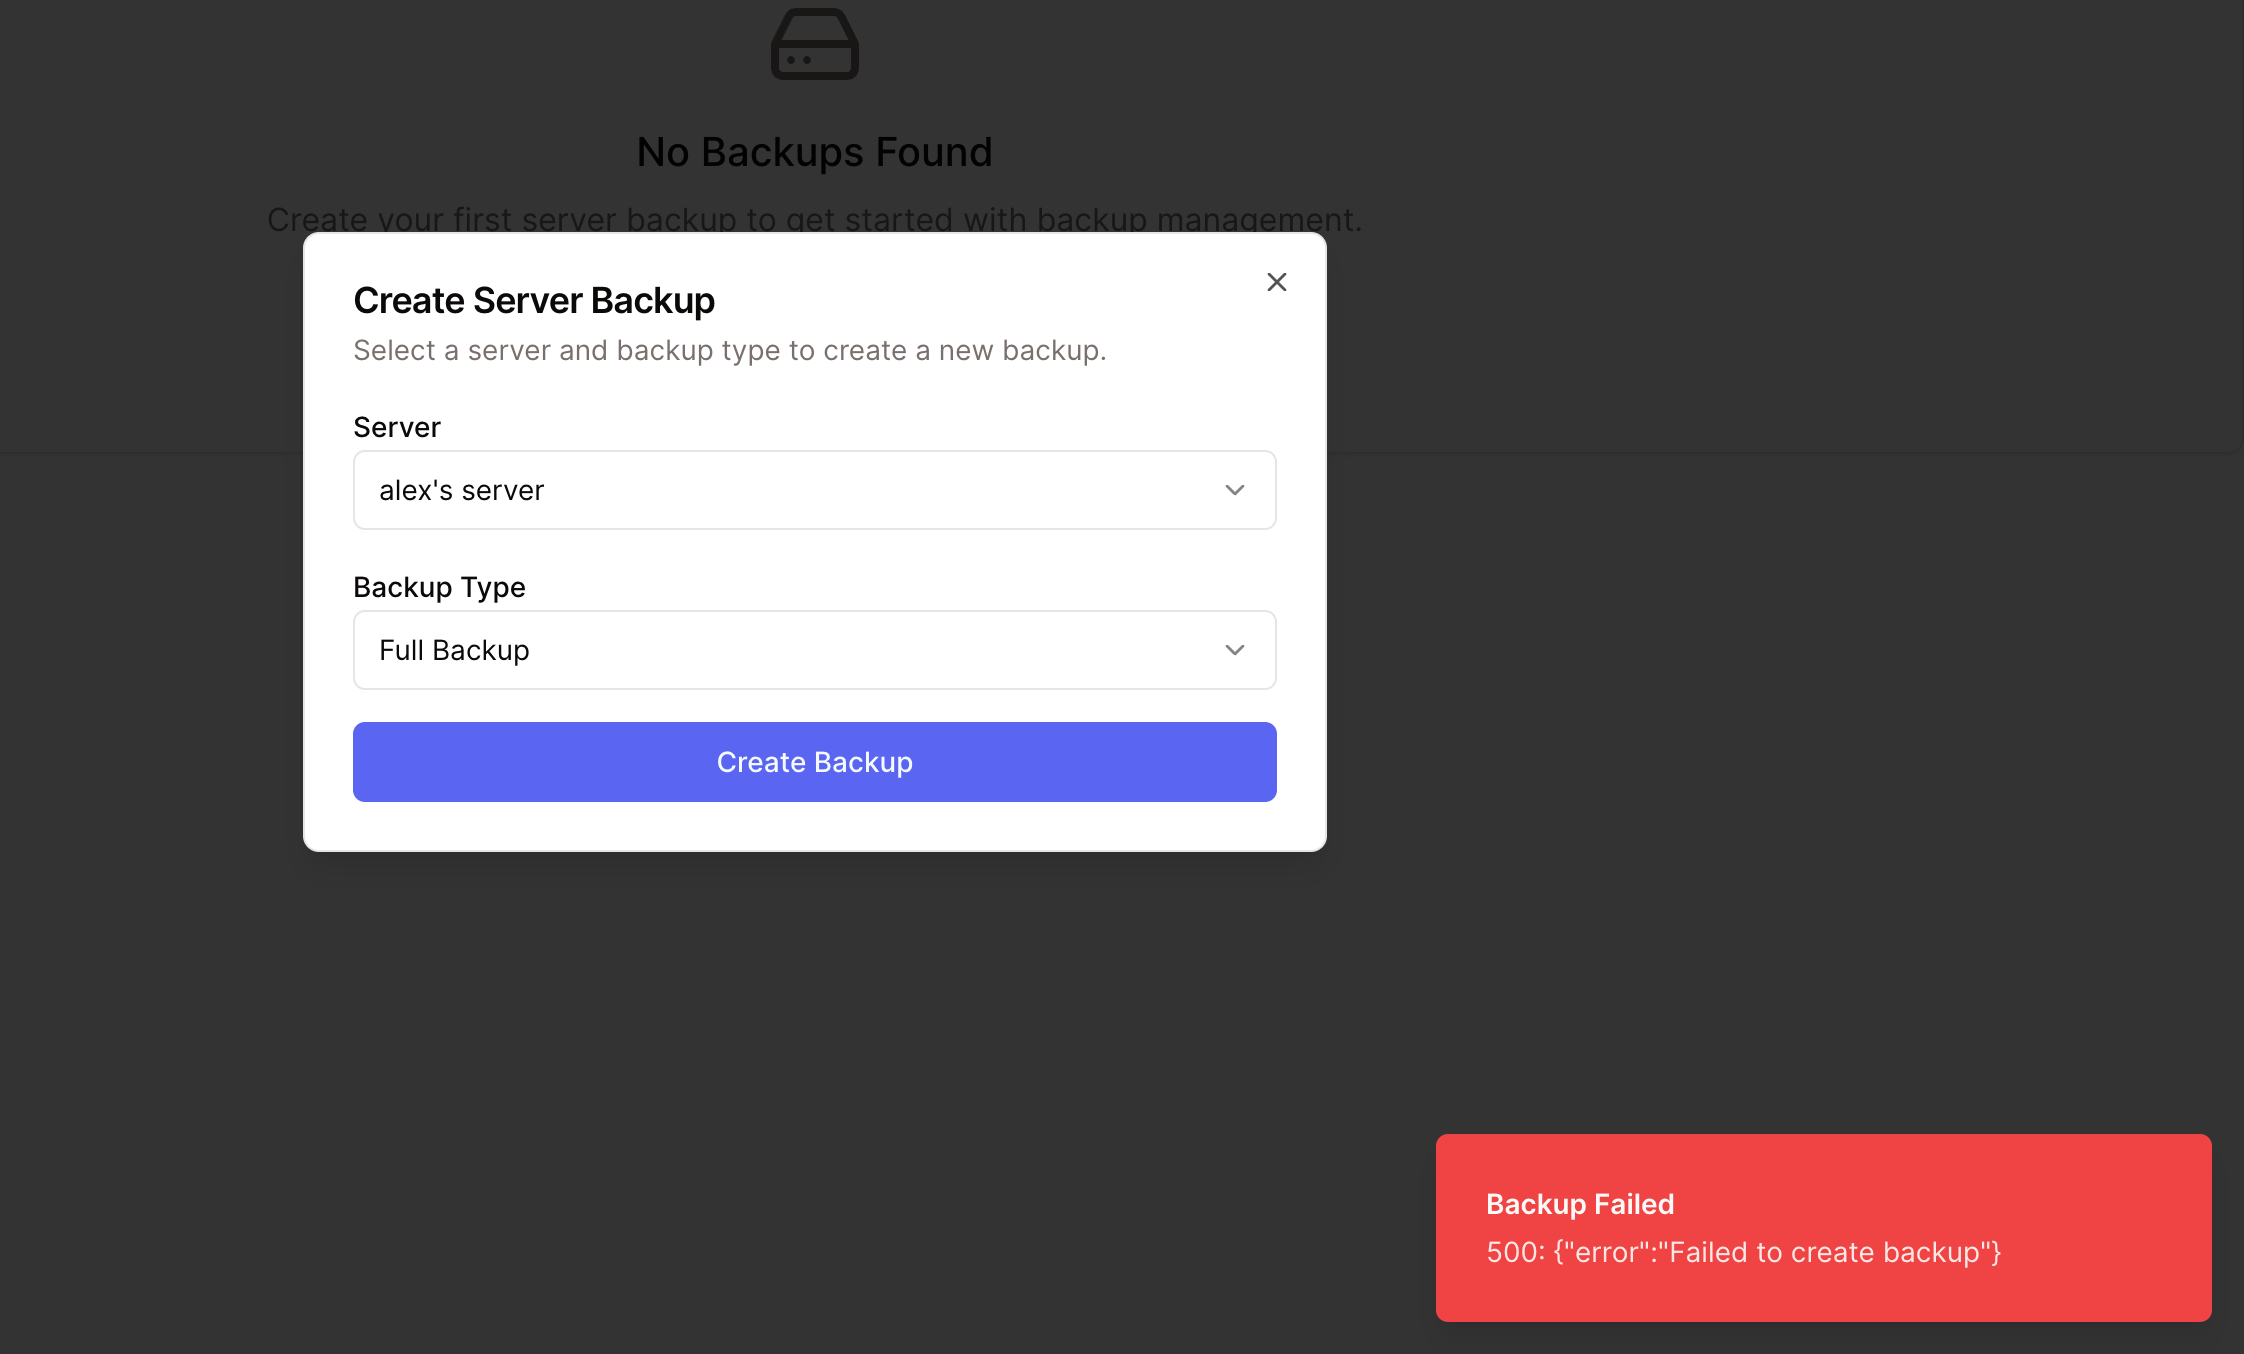 No Backups Found
Create your first server backup to get started with backup management.
Create Server Backup
Select a server and backup type to create a new backup.
Server
alex's server
Backup Type
Full Backup
Create Backup
Backup Failed
500: {"error":"Failed to create backup"}